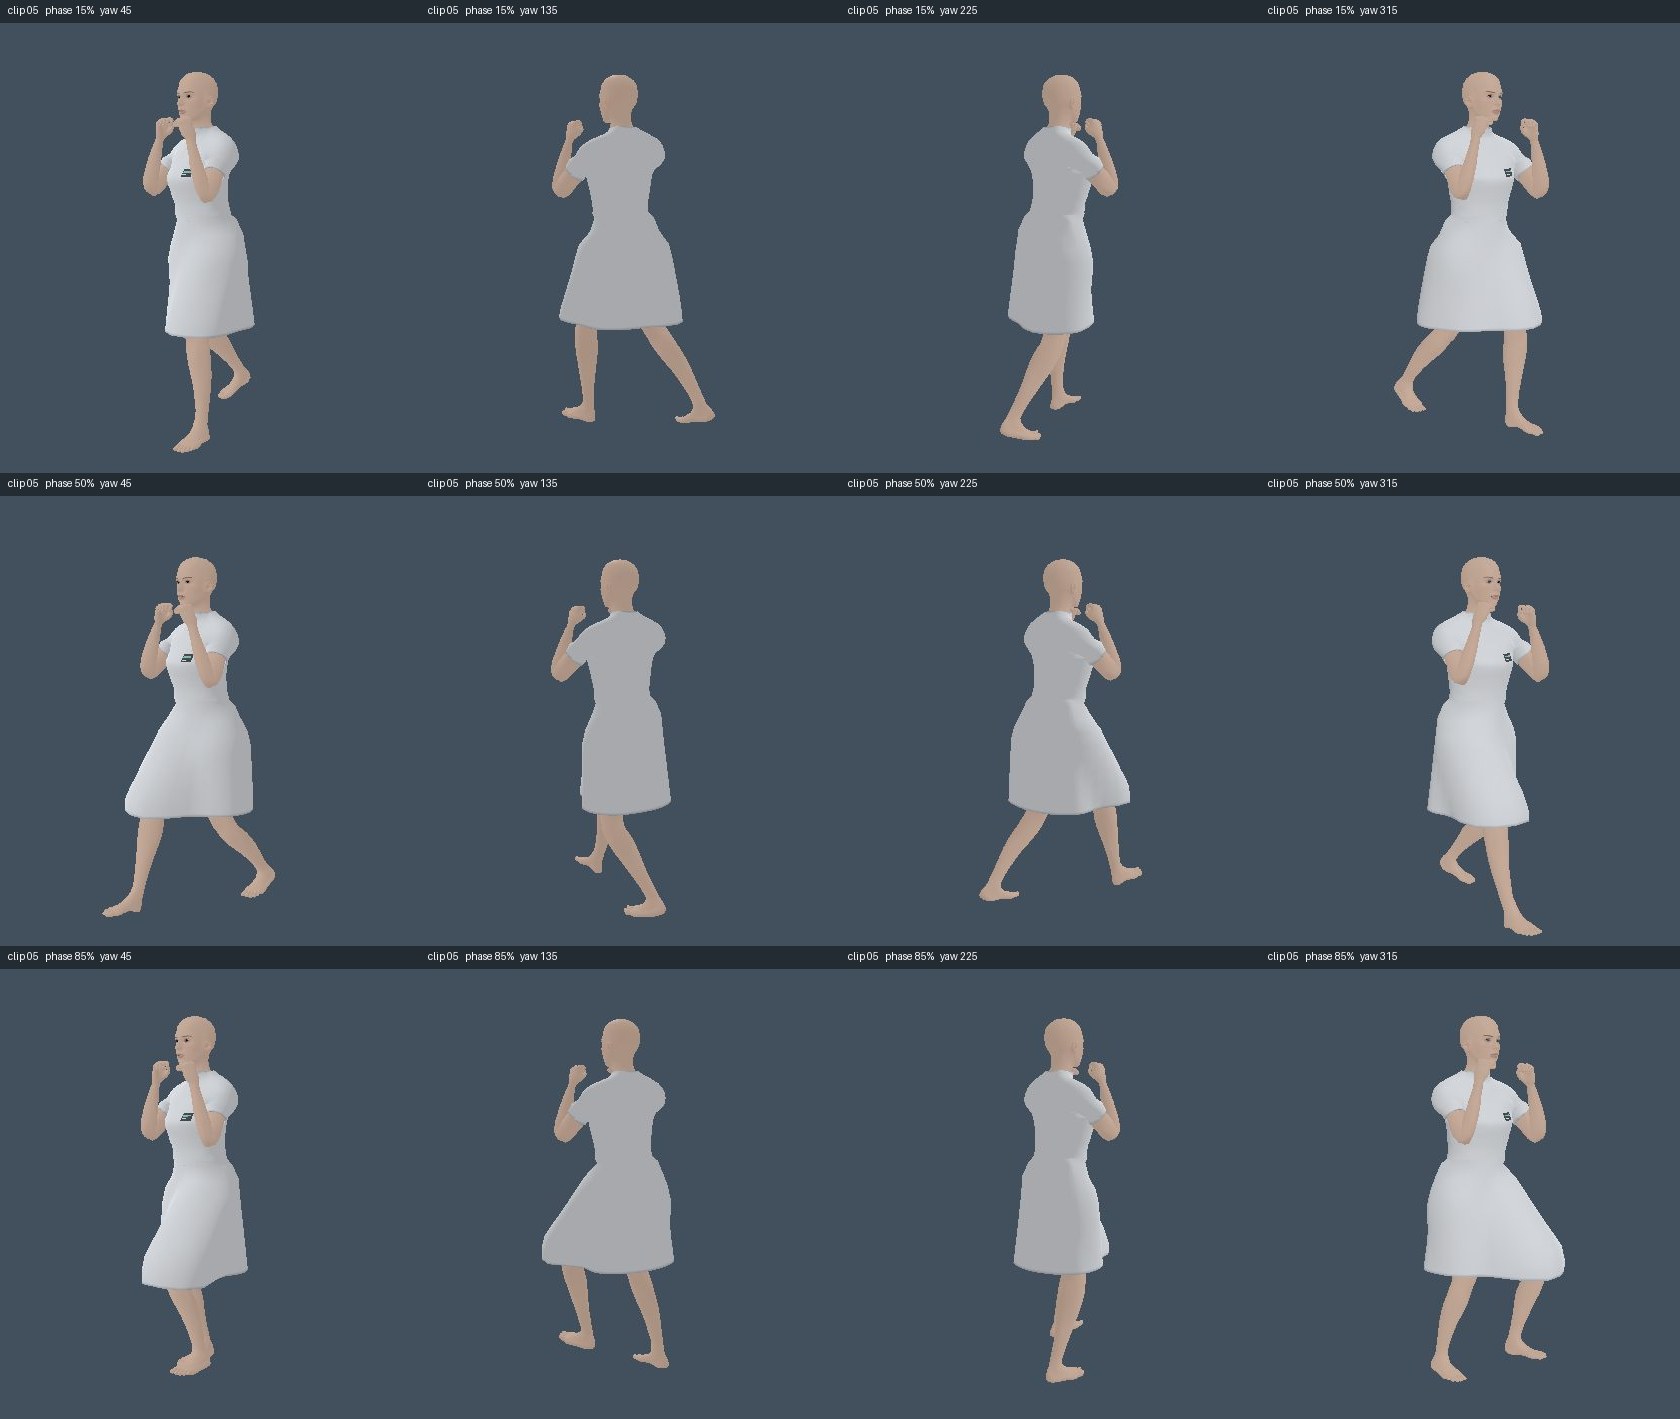 clip05 phase 15% yaw 45
clip05 phase 15% yaw 135
clip05 phase 15% yaw 225
clip05 phase 15% yaw 315
clip05 phase 50% yaw 45
clip05 phase 50% yaw 135
clip05 phase 50% yaw 225
clip05 phase 50% yaw 315
clip05 phase 85% yaw 45
clip05 phase 85% yaw 135
clip05 phase 85% yaw 225
clip05 phase 85% yaw 315